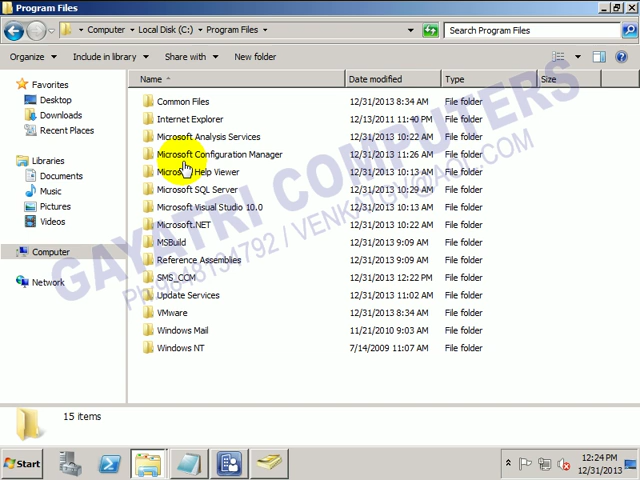 Program Files
Computer ▸ Local Disk (C:) ▸ Program Files ▸
Search Program Files
Organize Include in library Share with New folder
Name Date modified Type Size
Favorites
Desktop
Downloads
Recent Places
Libraries
Documents
Music
Pictures
Videos
Computer
Network
Common Files 12/31/2013 8:34 AM File folder
Internet Explorer 12/13/2011 11:40 PM File folder
Microsoft Analysis Services 12/31/2013 10:22 AM File folder
Microsoft Configuration Manager 12/31/2013 11:26 AM File folder
Microsoft Help Viewer 12/31/2013 10:13 AM File folder
Microsoft SQL Server 12/31/2013 10:29 AM File folder
Microsoft Visual Studio 10.0 12/31/2013 10:13 AM File folder
Microsoft.NET 12/31/2013 10:22 AM File folder
MSBuild 12/31/2013 9:09 AM File folder
Reference Assemblies 12/31/2013 9:09 AM File folder
SMS_CCM 12/31/2013 12:22 PM File folder
Update Services 12/31/2013 11:02 AM File folder
VMware 12/31/2013 8:34 AM File folder
Windows Mail 11/21/2010 9:03 AM File folder
Windows NT 7/14/2009 11:07 AM File folder
GAYATRI COMPUTERS
15 items
Start
12:24 PM
12/31/2013